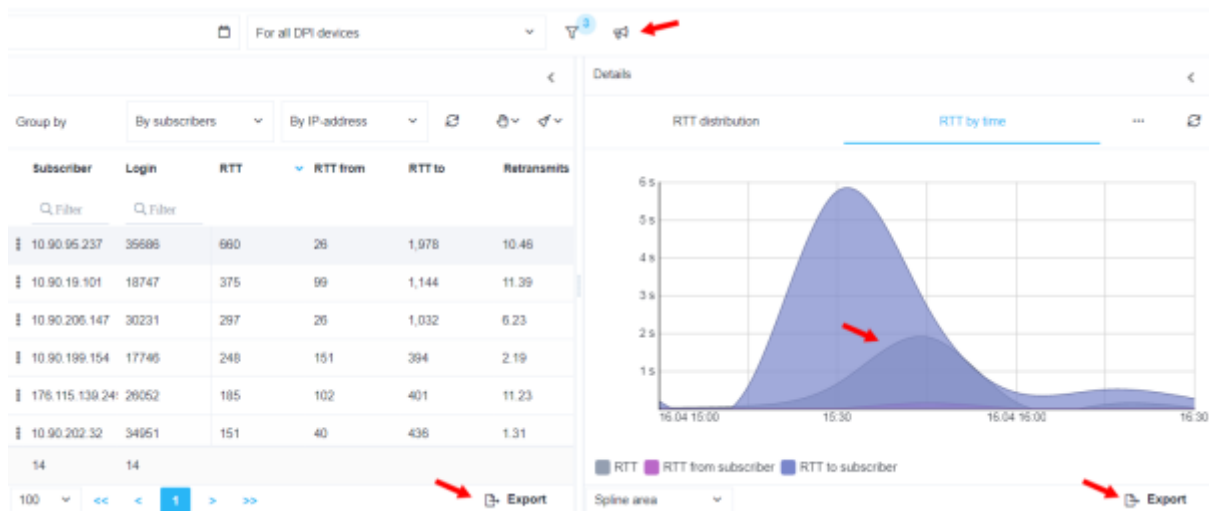 For all DPI devices 3
Details
Group by By subscribers By IP-address
RTT distribution RTT by time ...
Subscriber Login RTT RTT from RTT to Retransmits
Filter Filter
10.90.95.237 35686 660 26 1,978 10.46
10.90.19.101 18747 375 99 1,144 11.39
10.90.206.147 30231 297 26 1,032 6.23
10.90.199.154 17746 248 151 394 2.19
26052 185 102 401 11.23
10.90.202.32 34951 151 40 436 1.31
14 14
100 << < 1 > >> Export
6 s
5 s
4 s
3 s
2 s
1 s
16.04 15:00 15:30 16.04 16:00 16:30
RTT RTT from subscriber RTT to subscriber
Spline area Export